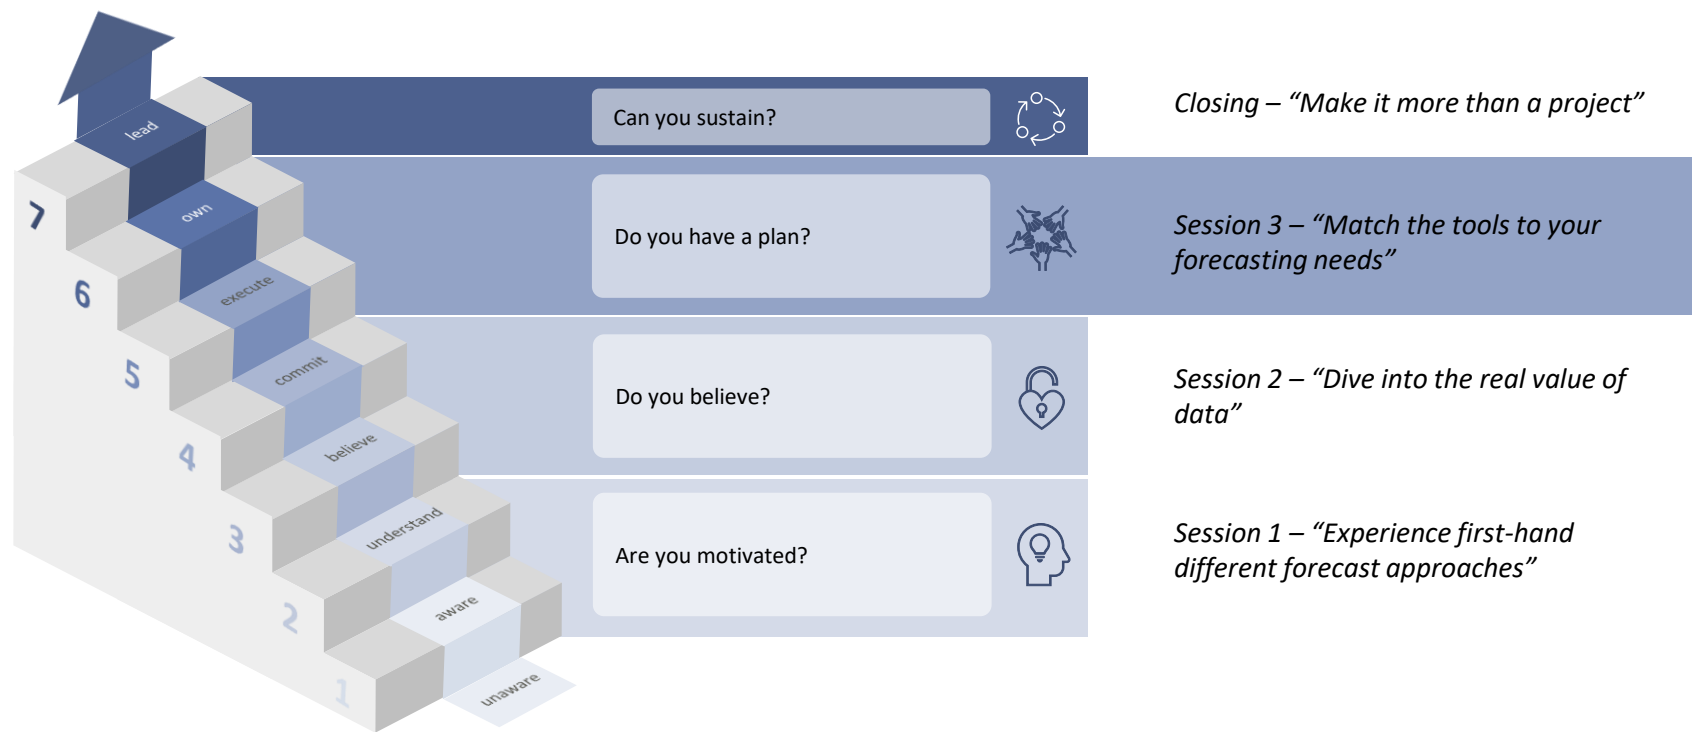 lead
7
own
6
execute
5
commit
4
believe
3
understand
2
aware
1
unaware
Can you sustain?
Closing – “Make it more than a project”
Do you have a plan?
Session 3 – “Match the tools to your
forecasting needs”
Do you believe?
Session 2 – “Dive into the real value of
data”
Are you motivated?
Session 1 – “Experience first-hand
different forecast approaches”